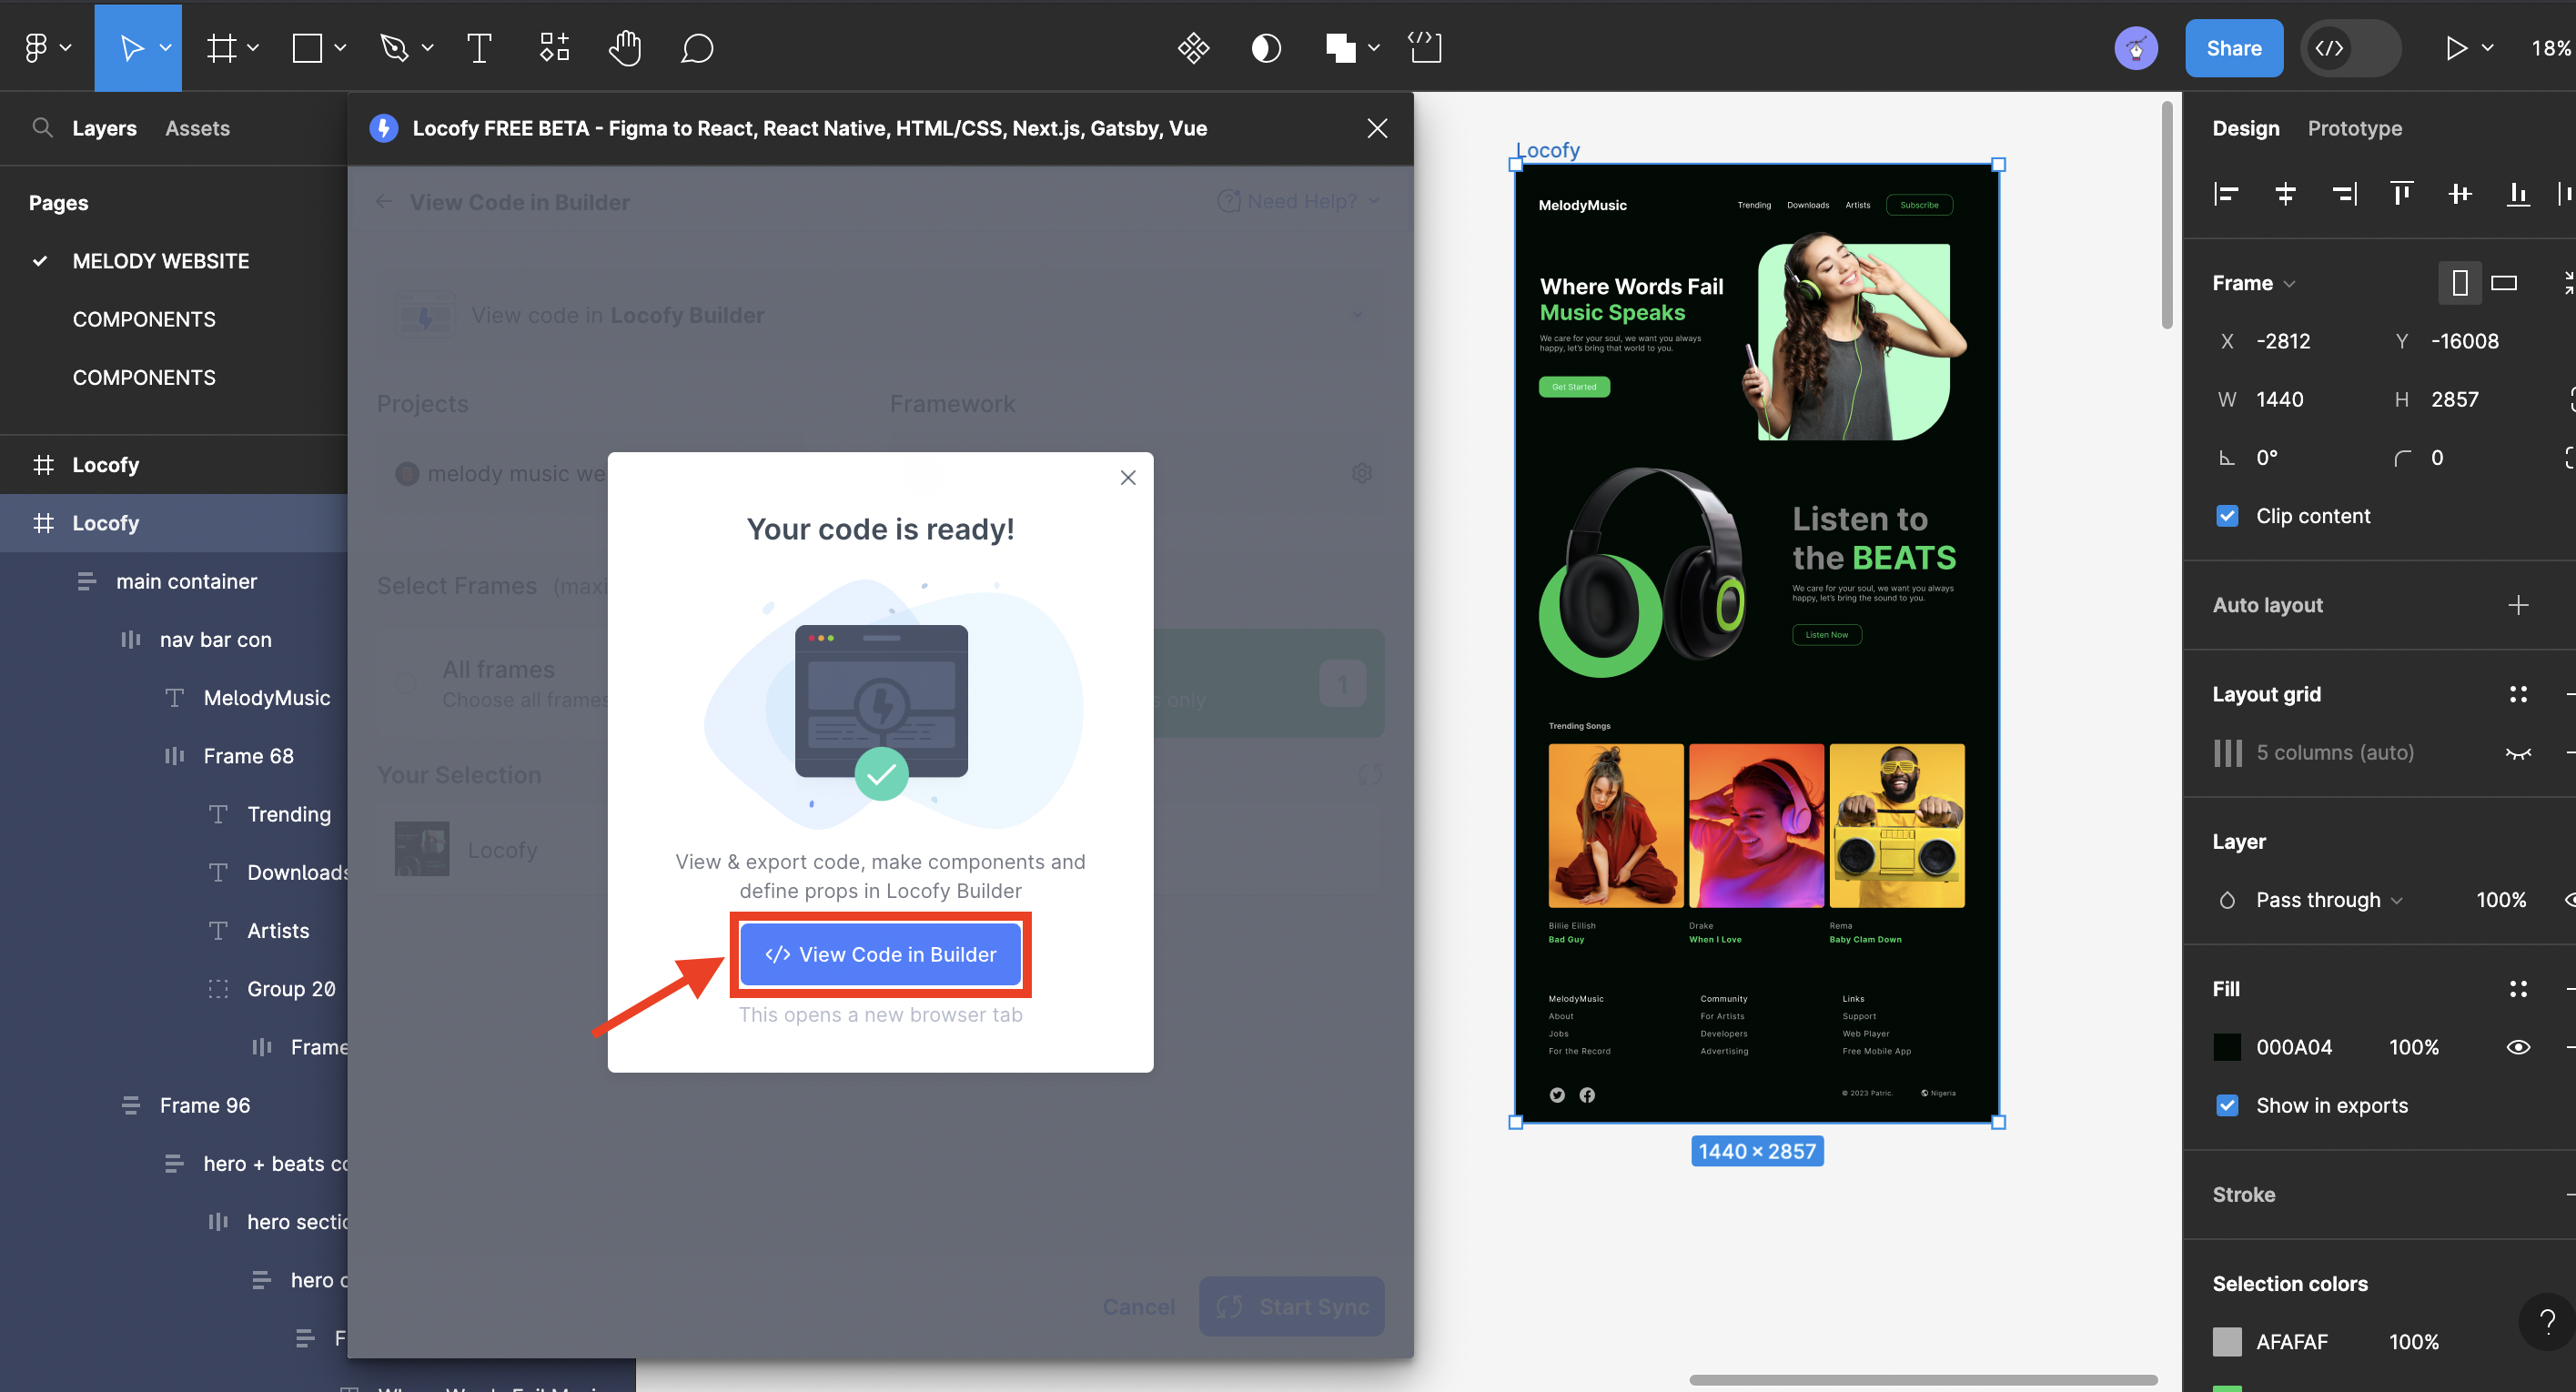 Share
18%
Layers
Assets
Locofy FREE BETA - Figma to React, React Native, HTML/CSS, Next.js, Gatsby, Vue
Design
Prototype
Pages
MELODY WEBSITE
COMPONENTS
COMPONENTS
Locofy
Locofy
main container
nav bar con
MelodyMusic
Frame 68
Trending
Downloads
Artists
Group 20
Frame
Frame 96
hero + beats co
hero sectio
hero c
F
View Code in Builder
Need Help?
View code in Locofy Builder
Projects
Framework
melody music we
Select Frames (maxi
All frames
Choose all frames
s only
1
Your Selection
Locofy
Your code is ready!
View & export code, make components and
define props in Locofy Builder
</> View Code in Builder
This opens a new browser tab
Cancel
Start Sync
Locofy
MelodyMusic
Trending
Downloads
Artists
Subscribe
Where Words Fail
Music Speaks
We care for your soul, we want you always
happy, let's bring that world to you.
Get Started
Listen to
the BEATS
We care for your soul, we want you always
happy, let's bring the sound to you.
Listen Now
Trending Songs
Billie Eillish
Bad Guy
Drake
When I Love
Rema
Baby Clam Down
MelodyMusic
About
Jobs
For the Record
Community
For Artists
Developers
Advertising
Links
Support
Web Player
Free Mobile App
© 2023 Patric.
Nigeria
1440 × 2857
Frame
X -2812
Y -16008
W 1440
H 2857
0°
0
Clip content
Auto layout
Layout grid
5 columns (auto)
Layer
Pass through
100%
Fill
000A04
100%
Show in exports
Stroke
Selection colors
AFAFAF
100%
?